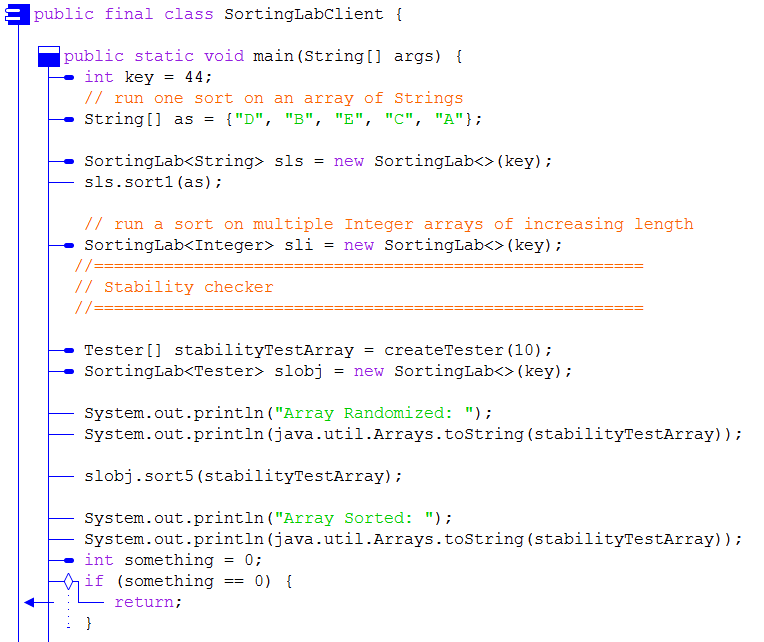 public final class SortingLabClient {
public static void main(String[] args) {
int key = 44;
// run one sort on an array of Strings
String[] as = {"D", "B", "E", "C", "A"};
SortingLab<String> sls = new SortingLab<>(key);
sls.sort1(as);
// run a sort on multiple Integer arrays of increasing length
SortingLab<Integer> sli = new SortingLab<>(key);
//=======================================================
// Stability checker
//=======================================================
Tester[] stabilityTestArray = createTester(10);
SortingLab<Tester> slobj = new SortingLab<>(key);
System.out.println("Array Randomized: ");
System.out.println(java.util.Arrays.toString(stabilityTestArray));
slobj.sort5(stabilityTestArray);
System.out.println("Array Sorted: ");
System.out.println(java.util.Arrays.toString(stabilityTestArray));
int something = 0;
if (something == 0) {
return;
}